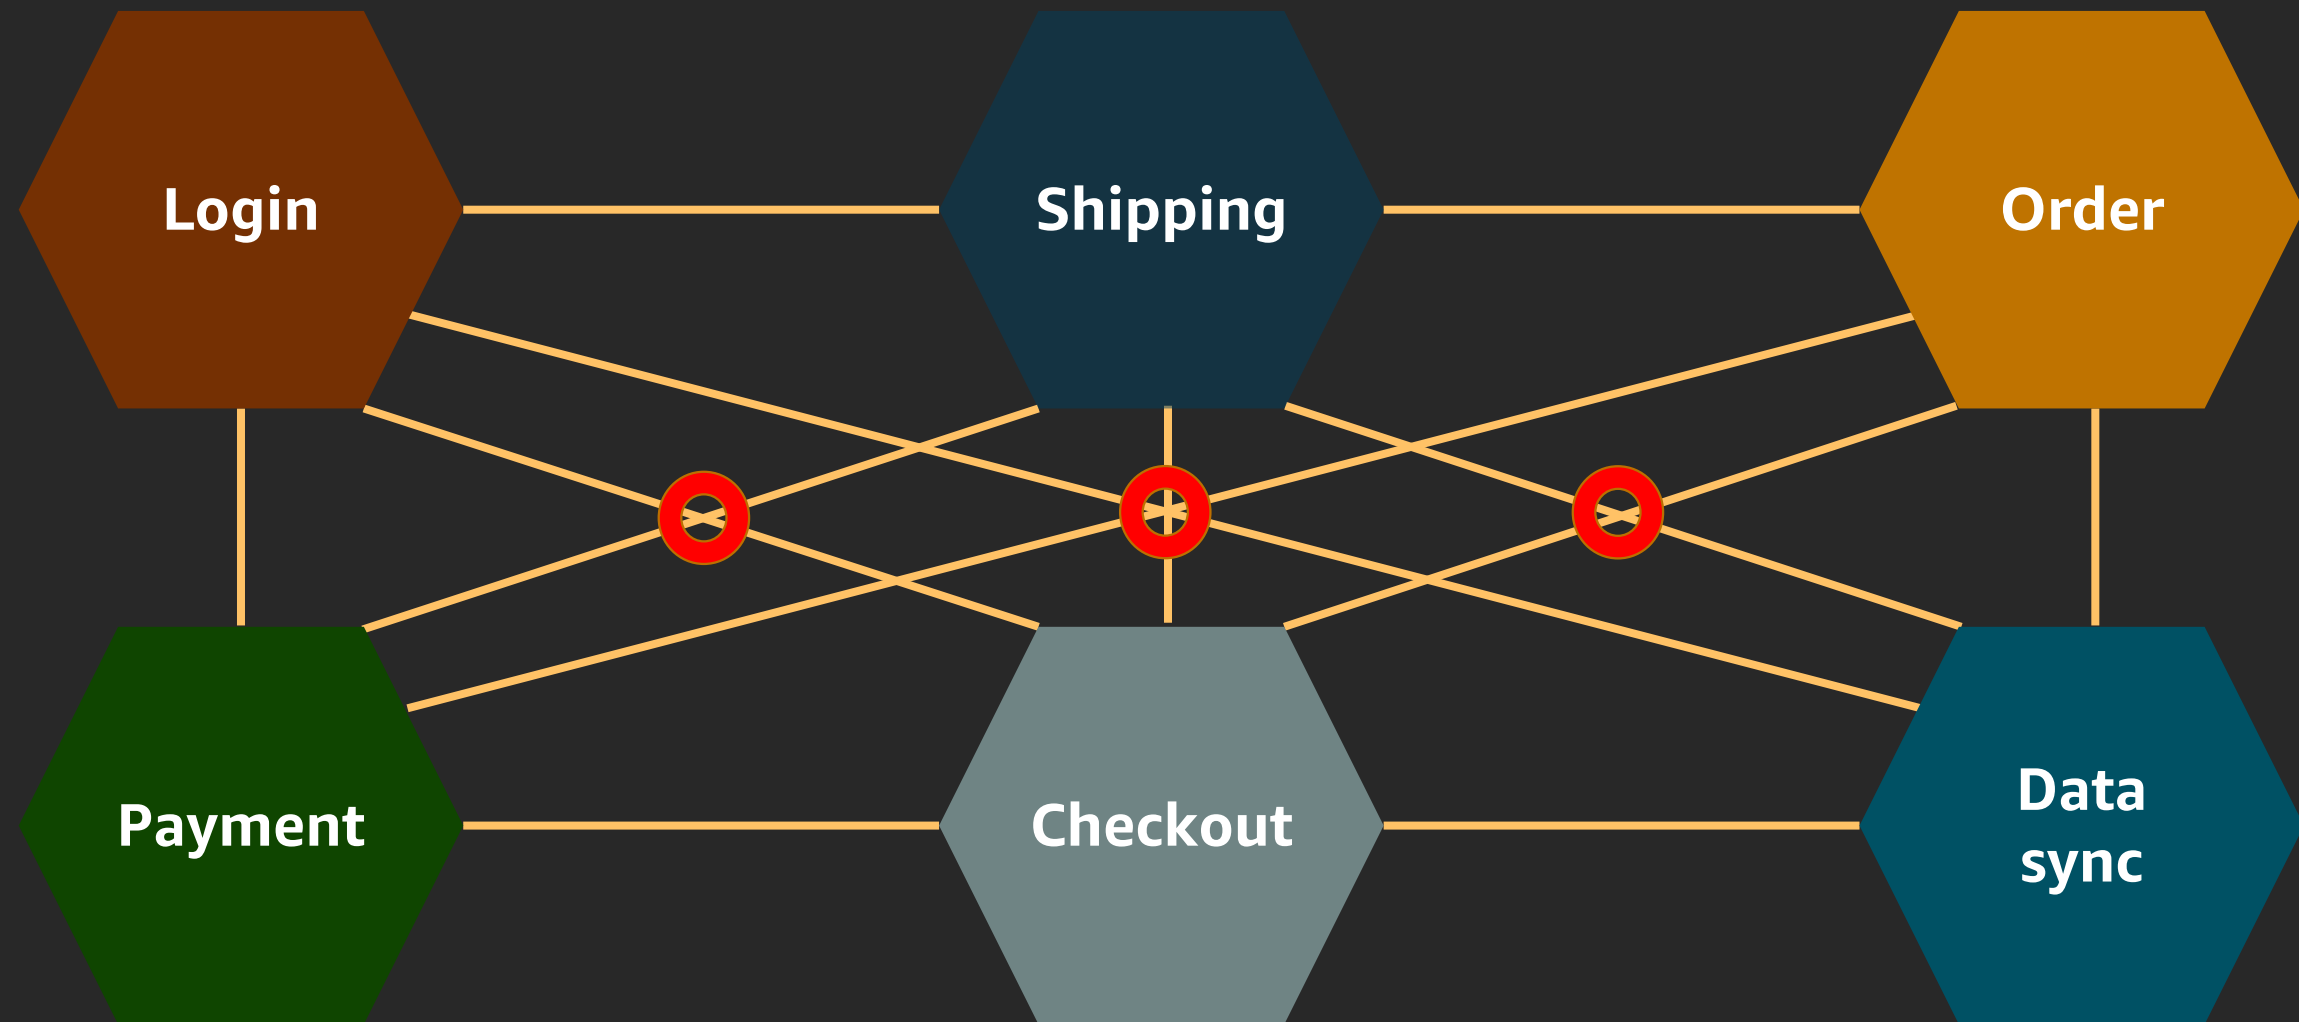 Login
Shipping
Order
Payment
Checkout
Data
sync